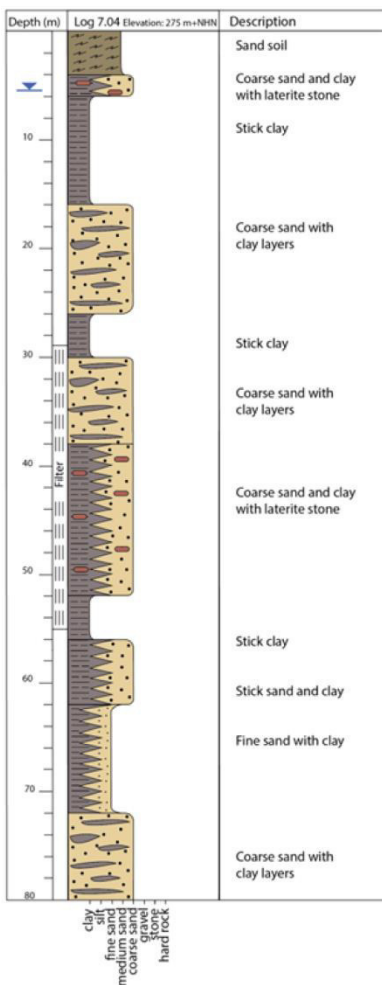 Depth (m)
Log 7.04 Elevation: 275 m+NHN
Description
Sand soil
Coarse sand and clay
with laterite stone
10
Stick clay
20
Coarse sand with
clay layers
30
Stick clay
Coarse sand with
clay layers
40
Filter
Coarse sand and clay
with laterite stone
50
Stick clay
60
Stick sand and clay
Fine sand with clay
70
Coarse sand with
clay layers
80
clay
silt
fine sand
medium sand
coarse sand
gravel
stone
hard rock